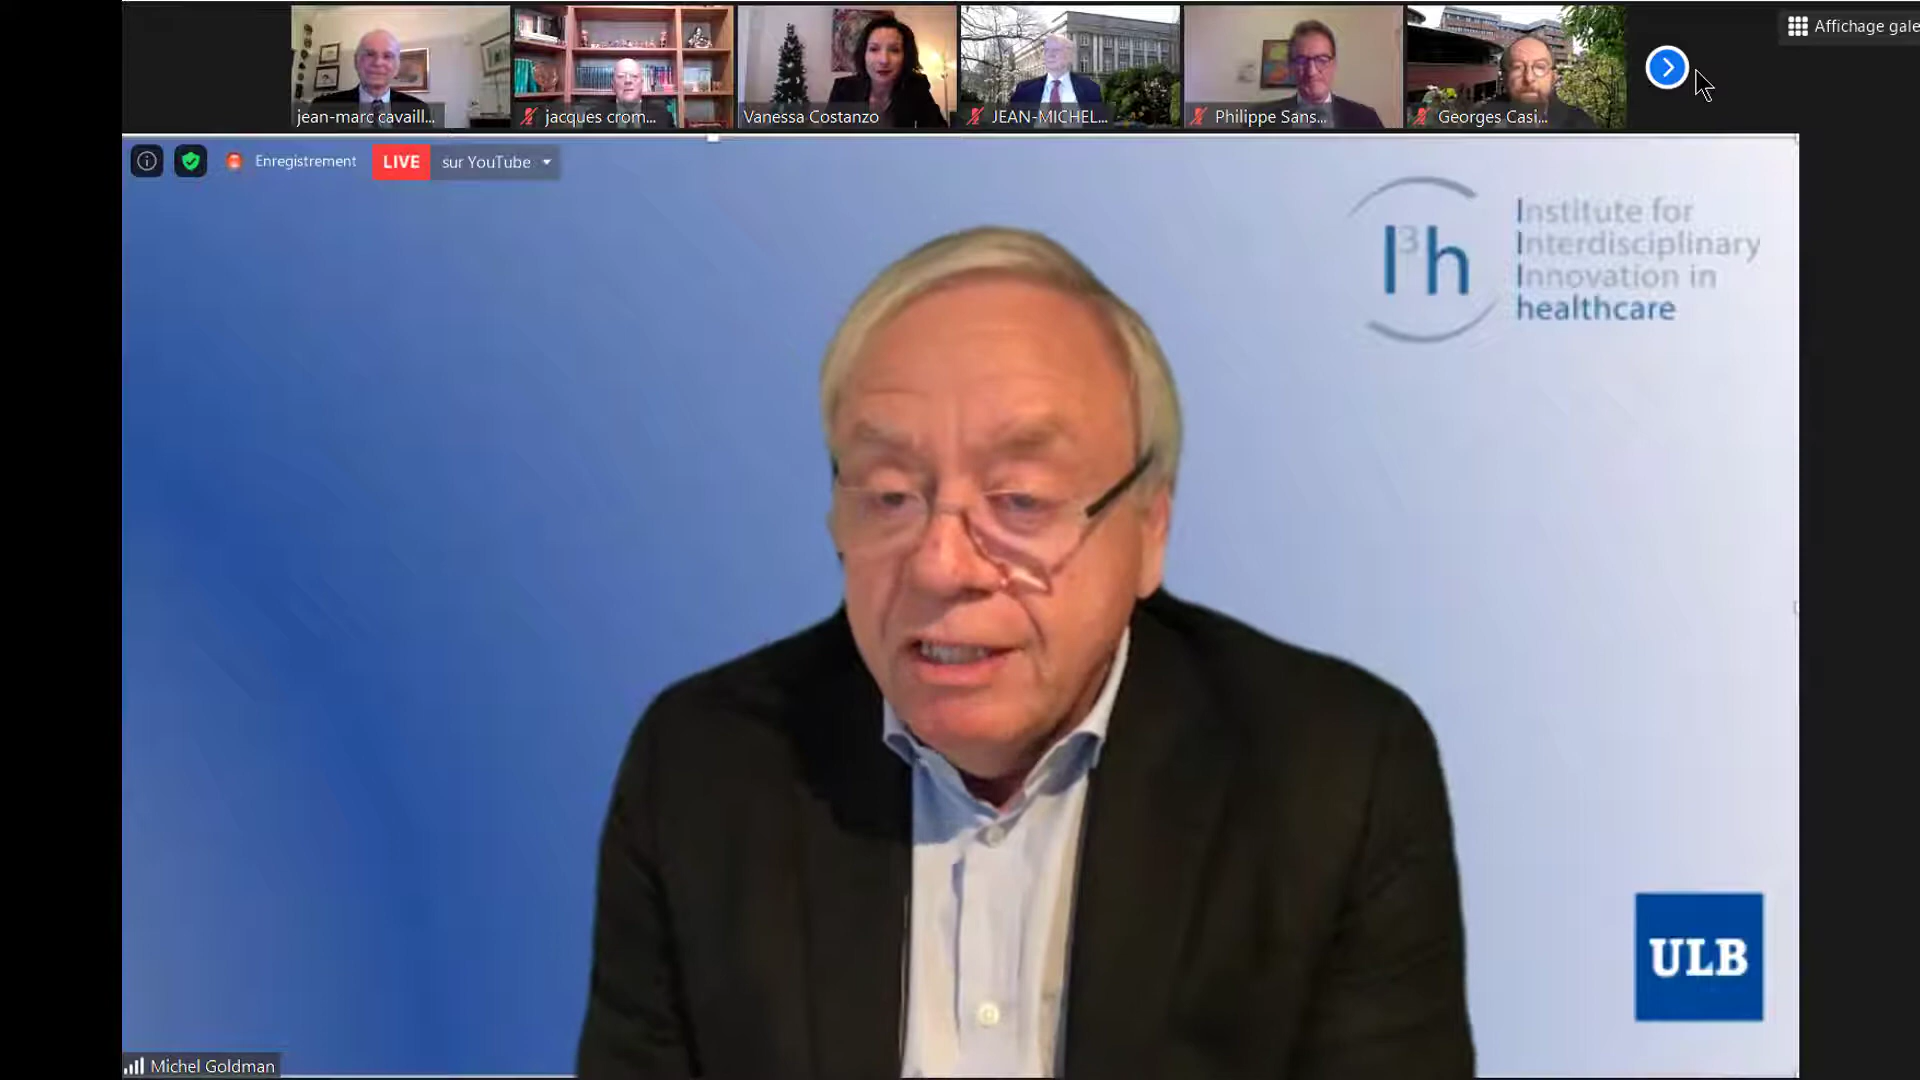 Affichage gale
jean-marc cavaill...
jacques crom...
Vanessa Costanzo
JEAN-MICHEL...
Philippe Sans...
Georges Casi...
Enregistrement
LIVE
sur YouTube
I³h
Institute for
Interdisciplinary
Innovation in
healthcare
ULB
Michel Goldman